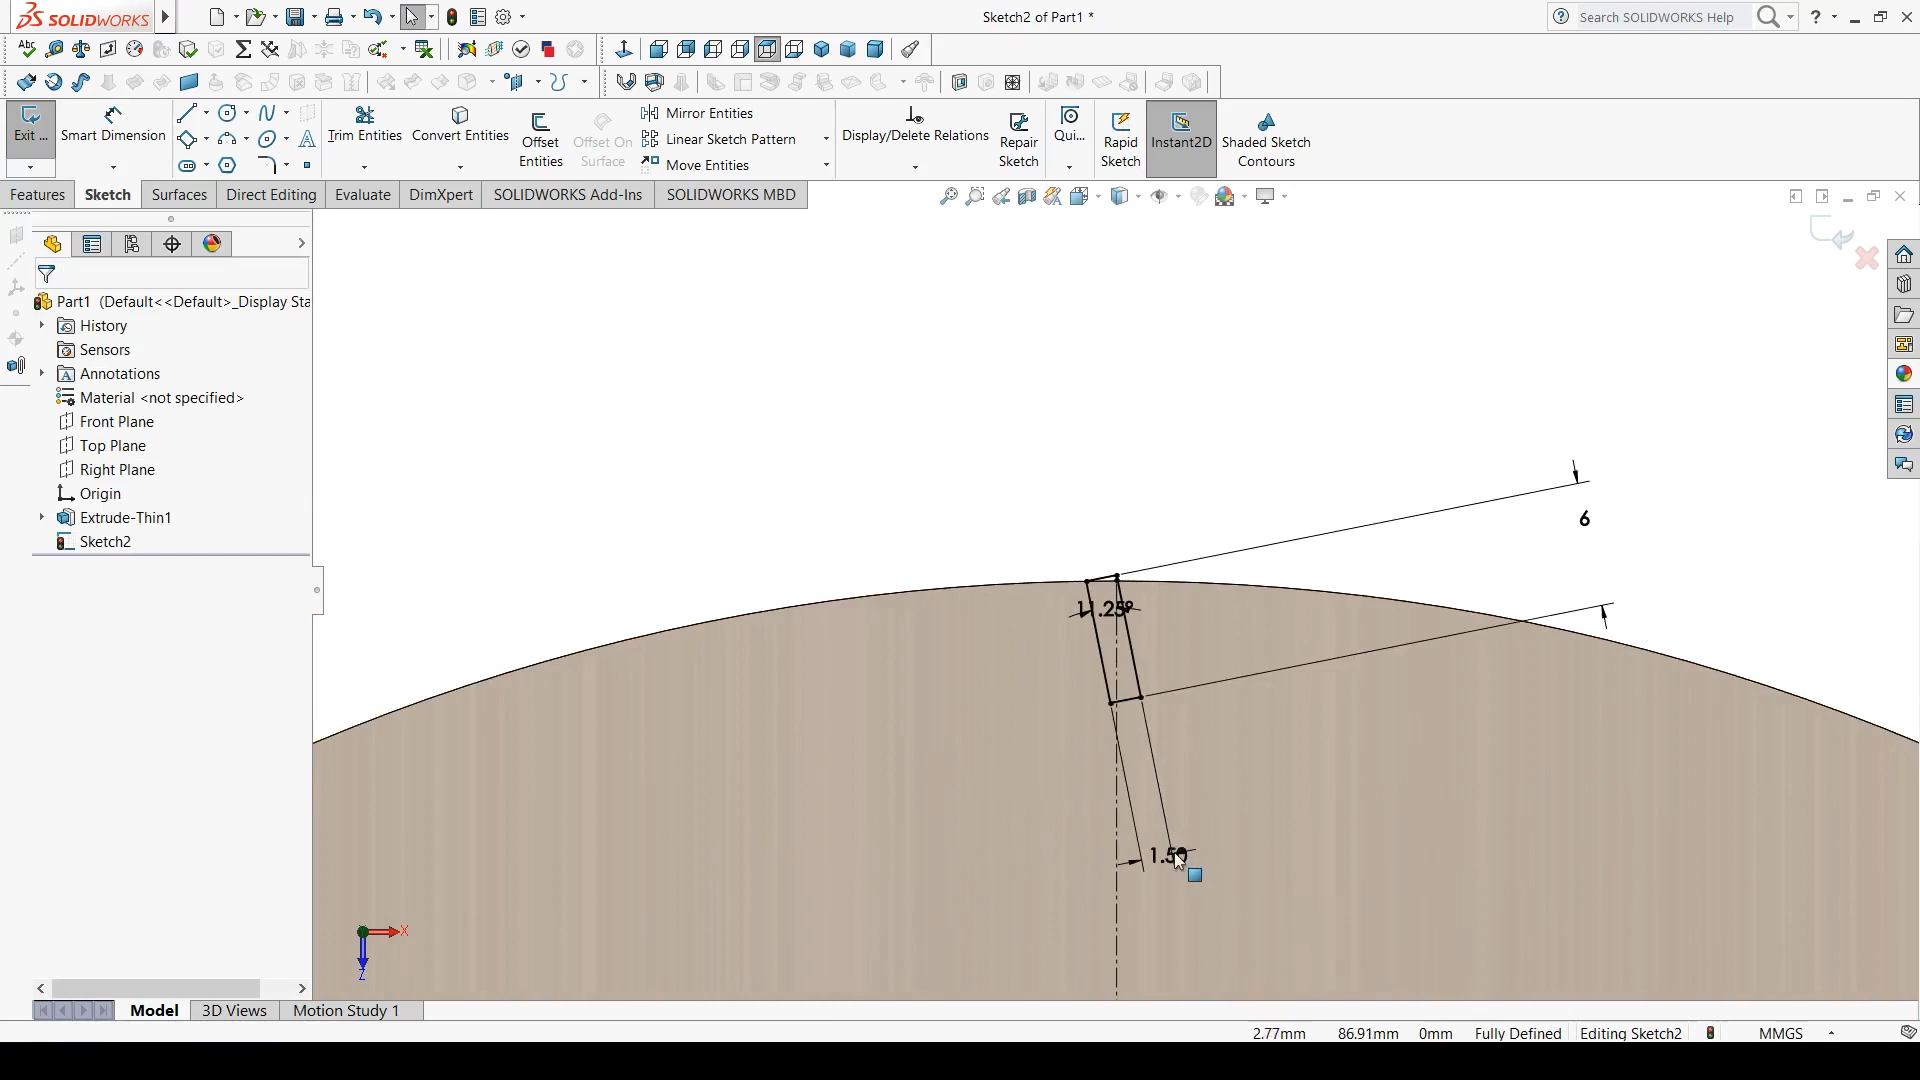 SOLIDWORKS
Sketch2 of Part1 *
Search SOLIDWORKS Help
Exit ...
Smart Dimension
Trim Entities
Convert Entities
Offset Entities
Offset On Surface
Mirror Entities
Linear Sketch Pattern
Move Entities
Display/Delete Relations
Repair Sketch
Qui...
Rapid Sketch
Instant2D
Shaded Sketch Contours
Features
Sketch
Surfaces
Direct Editing
Evaluate
DimXpert
SOLIDWORKS Add-Ins
SOLIDWORKS MBD
Part1 (Default<<Default>_Display Sta
History
Sensors
Annotations
Material <not specified>
Front Plane
Top Plane
Right Plane
Origin
Extrude-Thin1
Sketch2
6
11.25°
1.50
X
Z
Model
3D Views
Motion Study 1
2.77mm
86.91mm
0mm
Fully Defined
Editing Sketch2
MMGS